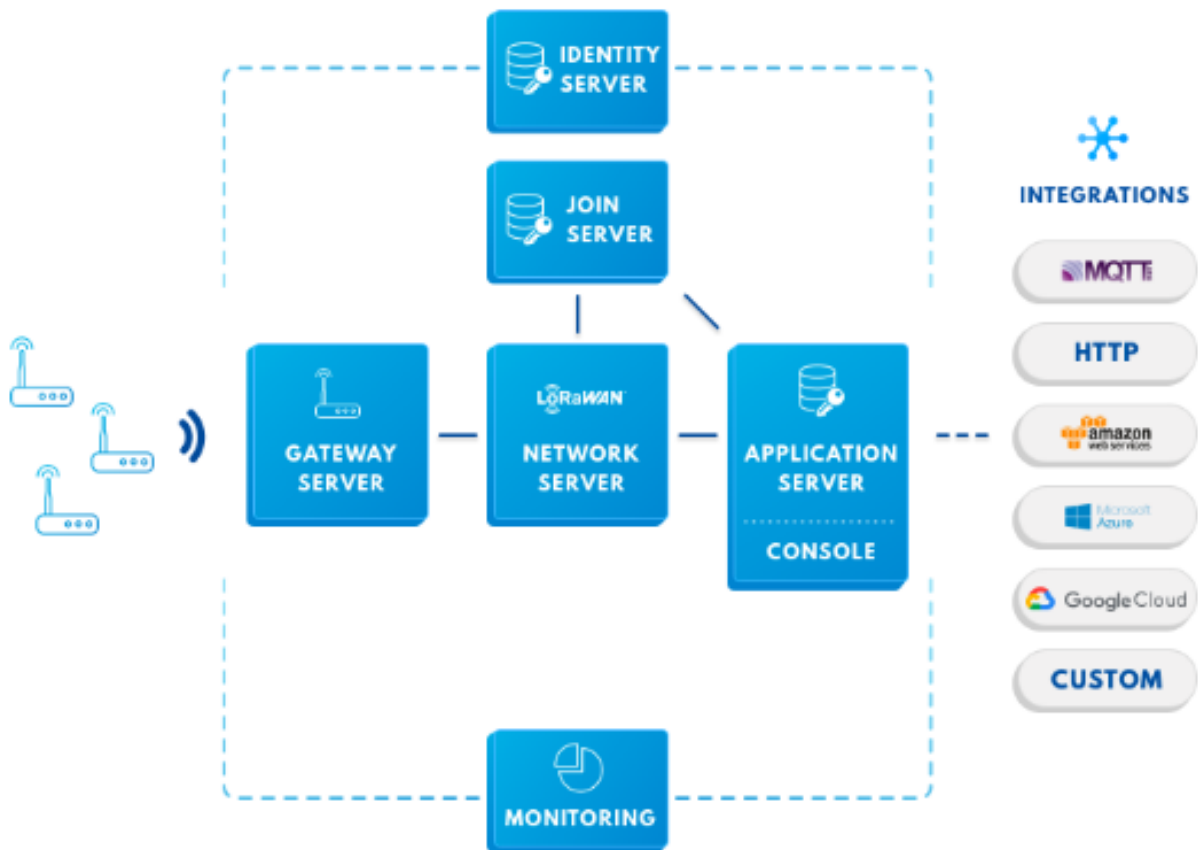 IDENTITY
SERVER
JOIN
SERVER
INTEGRATIONS
MQTT
HTTP
GATEWAY
SERVER
LoRaWAN
NETWORK
SERVER
APPLICATION
SERVER
CONSOLE
amazon
web services
Microsoft
Azure
Google Cloud
CUSTOM
MONITORING